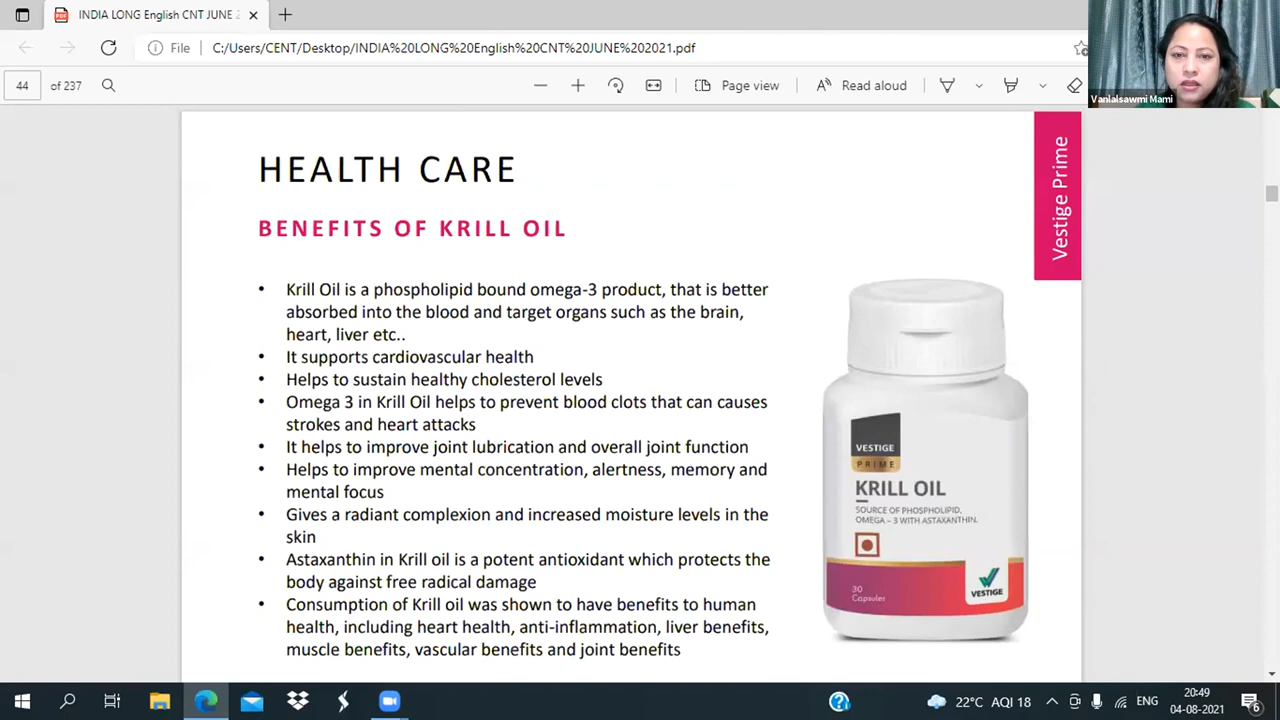 INDIA LONG English CNT JUNE 2
File
C:/Users/CENT/Desktop/INDIA%20LONG%20English%20CNT%20JUNE%202021.pdf
44 of 237
Page view
Read aloud
Vanlalsawmi Mami
HEALTH CARE
Vestige Prime
BENEFITS OF KRILL OIL
• Krill Oil is a phospholipid bound omega-3 product, that is better
absorbed into the blood and target organs such as the brain,
heart, liver etc..
• It supports cardiovascular health
• Helps to sustain healthy cholesterol levels
• Omega 3 in Krill Oil helps to prevent blood clots that can causes
strokes and heart attacks
• It helps to improve joint lubrication and overall joint function
• Helps to improve mental concentration, alertness, memory and
mental focus
• Gives a radiant complexion and increased moisture levels in the
skin
• Astaxanthin in Krill oil is a potent antioxidant which protects the
body against free radical damage
• Consumption of Krill oil was shown to have benefits to human
health, including heart health, anti-inflammation, liver benefits,
muscle benefits, vascular benefits and joint benefits
VESTIGE
PRIME
KRILL OIL
SOURCE OF PHOSPHOLIPID,
OMEGA – 3 WITH ASTAXANTHIN.
30
Capsules
VESTIGE
22°C AQI 18
ENG
20:49
04-08-2021
6